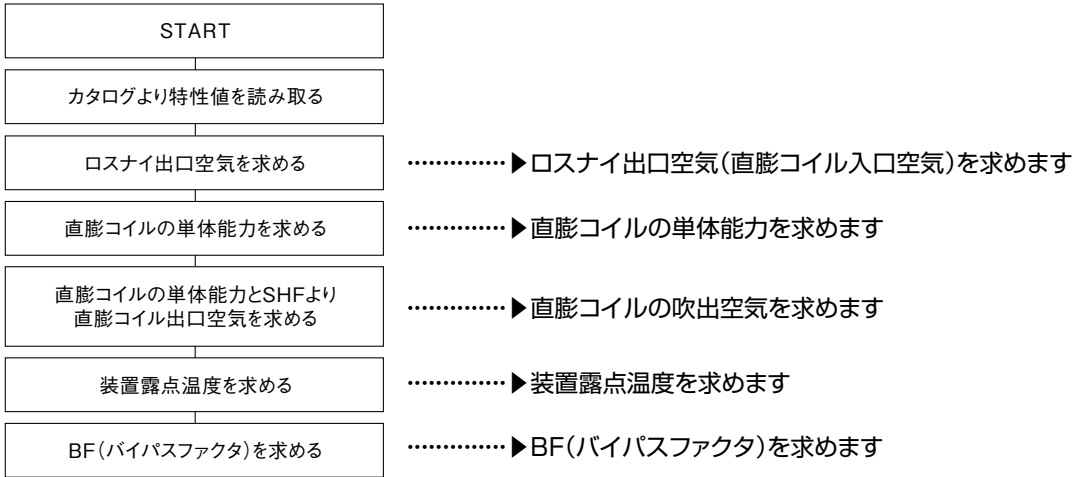 START
カタログより特性値を読み取る
ロスナイ出口空気を求める
……………▶ロスナイ出口空気(直膨コイル入口空気)を求めます
直膨コイルの単体能力を求める
……………▶直膨コイルの単体能力を求めます
直膨コイルの単体能力とSHFより
直膨コイル出口空気を求める
……………▶直膨コイルの吹出空気を求めます
装置露点温度を求める
……………▶装置露点温度を求めます
BF(バイパスファクタ)を求める
……………▶BF(バイパスファクタ)を求めます